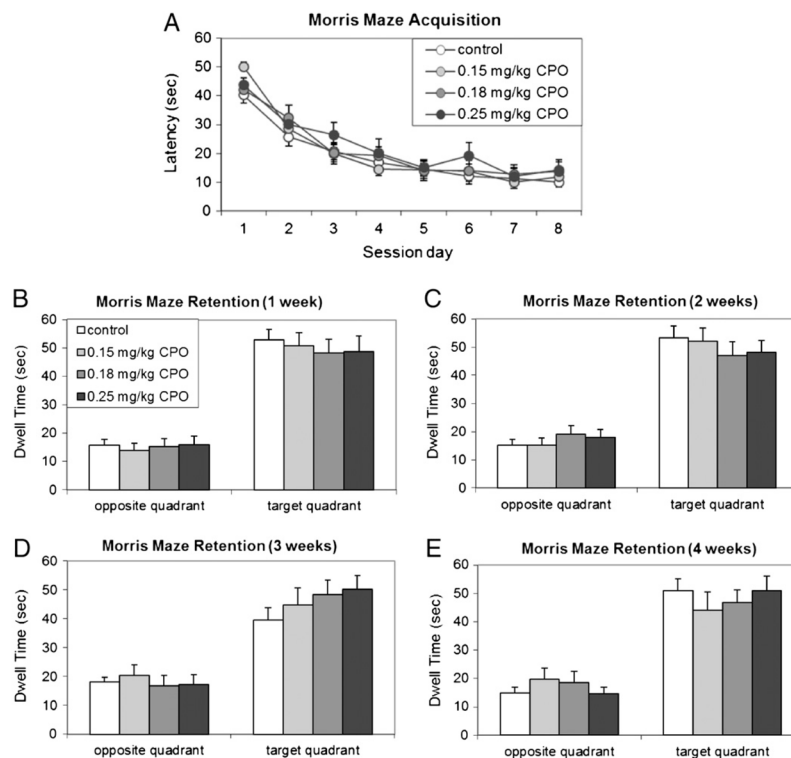 A
Morris Maze Acquisition
60
50
40
30
20
10
0
Latency (sec)
control
0.15 mg/kg CPO
0.18 mg/kg CPO
0.25 mg/kg CPO
1 2 3 4 5 6 7 8
Session day
B
Morris Maze Retention (1 week)
60
50
40
30
20
10
0
Dwell Time (sec)
control
0.15 mg/kg CPO
0.18 mg/kg CPO
0.25 mg/kg CPO
opposite quadrant target quadrant
C
Morris Maze Retention (2 weeks)
60
50
40
30
20
10
0
Dwell Time (sec)
opposite quadrant target quadrant
D
Morris Maze Retention (3 weeks)
60
50
40
30
20
10
0
Dwell Time (sec)
opposite quadrant target quadrant
E
Morris Maze Retention (4 weeks)
60
50
40
30
20
10
0
Dwell Time (sec)
opposite quadrant target quadrant